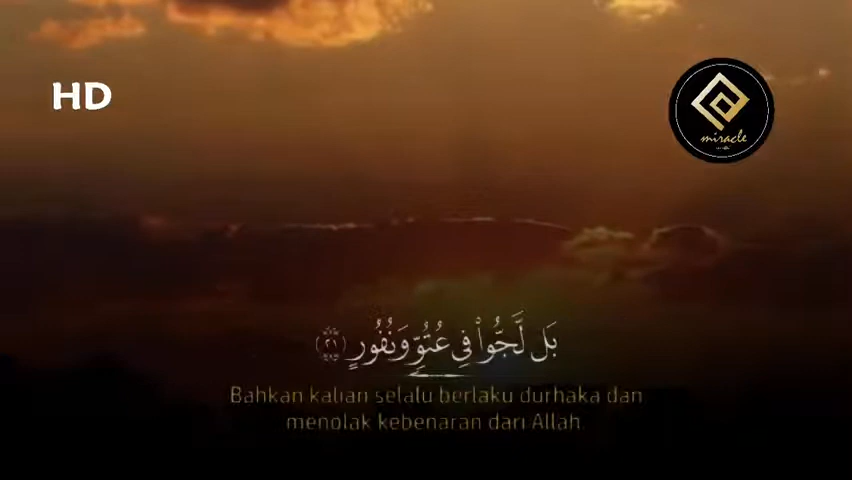 HD
miracle
بَل لَّجُّوا۟ فِى عُتُوٍّ وَنُفُورٍ (٢١)
Bahkan kalian selalu berlaku durhaka dan
menolak kebenaran dari Allah